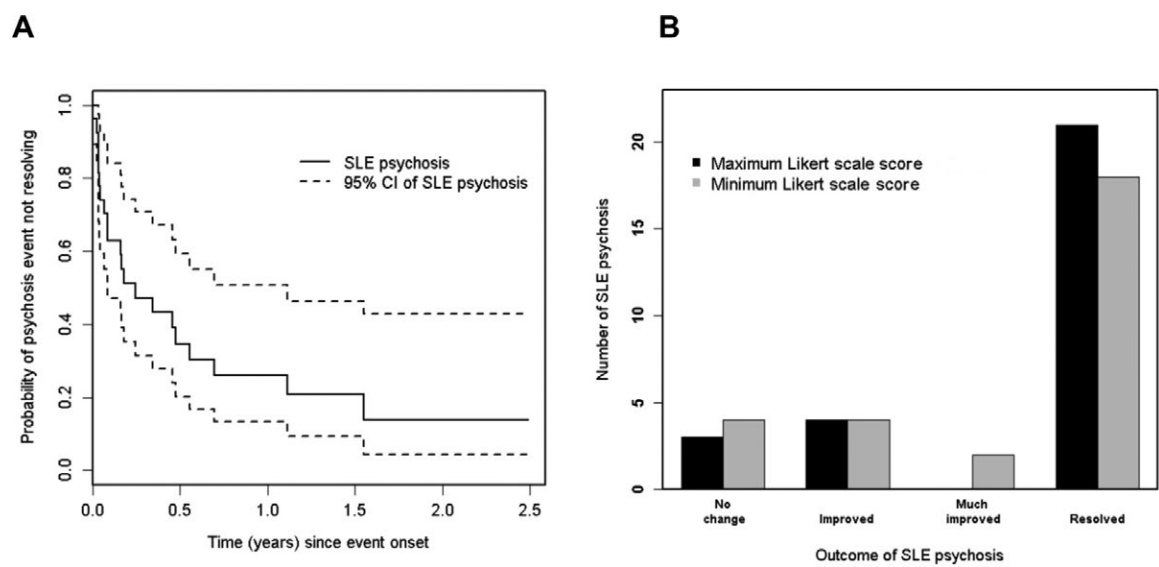 A
Probability of psychosis event not resolving
1.0
0.8
0.6
0.4
0.2
0.0
SLE psychosis
95% CI of SLE psychosis
0.0 0.5 1.0 1.5 2.0 2.5
Time (years) since event onset
B
Number of SLE psychosis
20
15
10
5
0
Maximum Likert scale score
Minimum Likert scale score
No
change
Improved
Much
improved
Resolved
Outcome of SLE psychosis